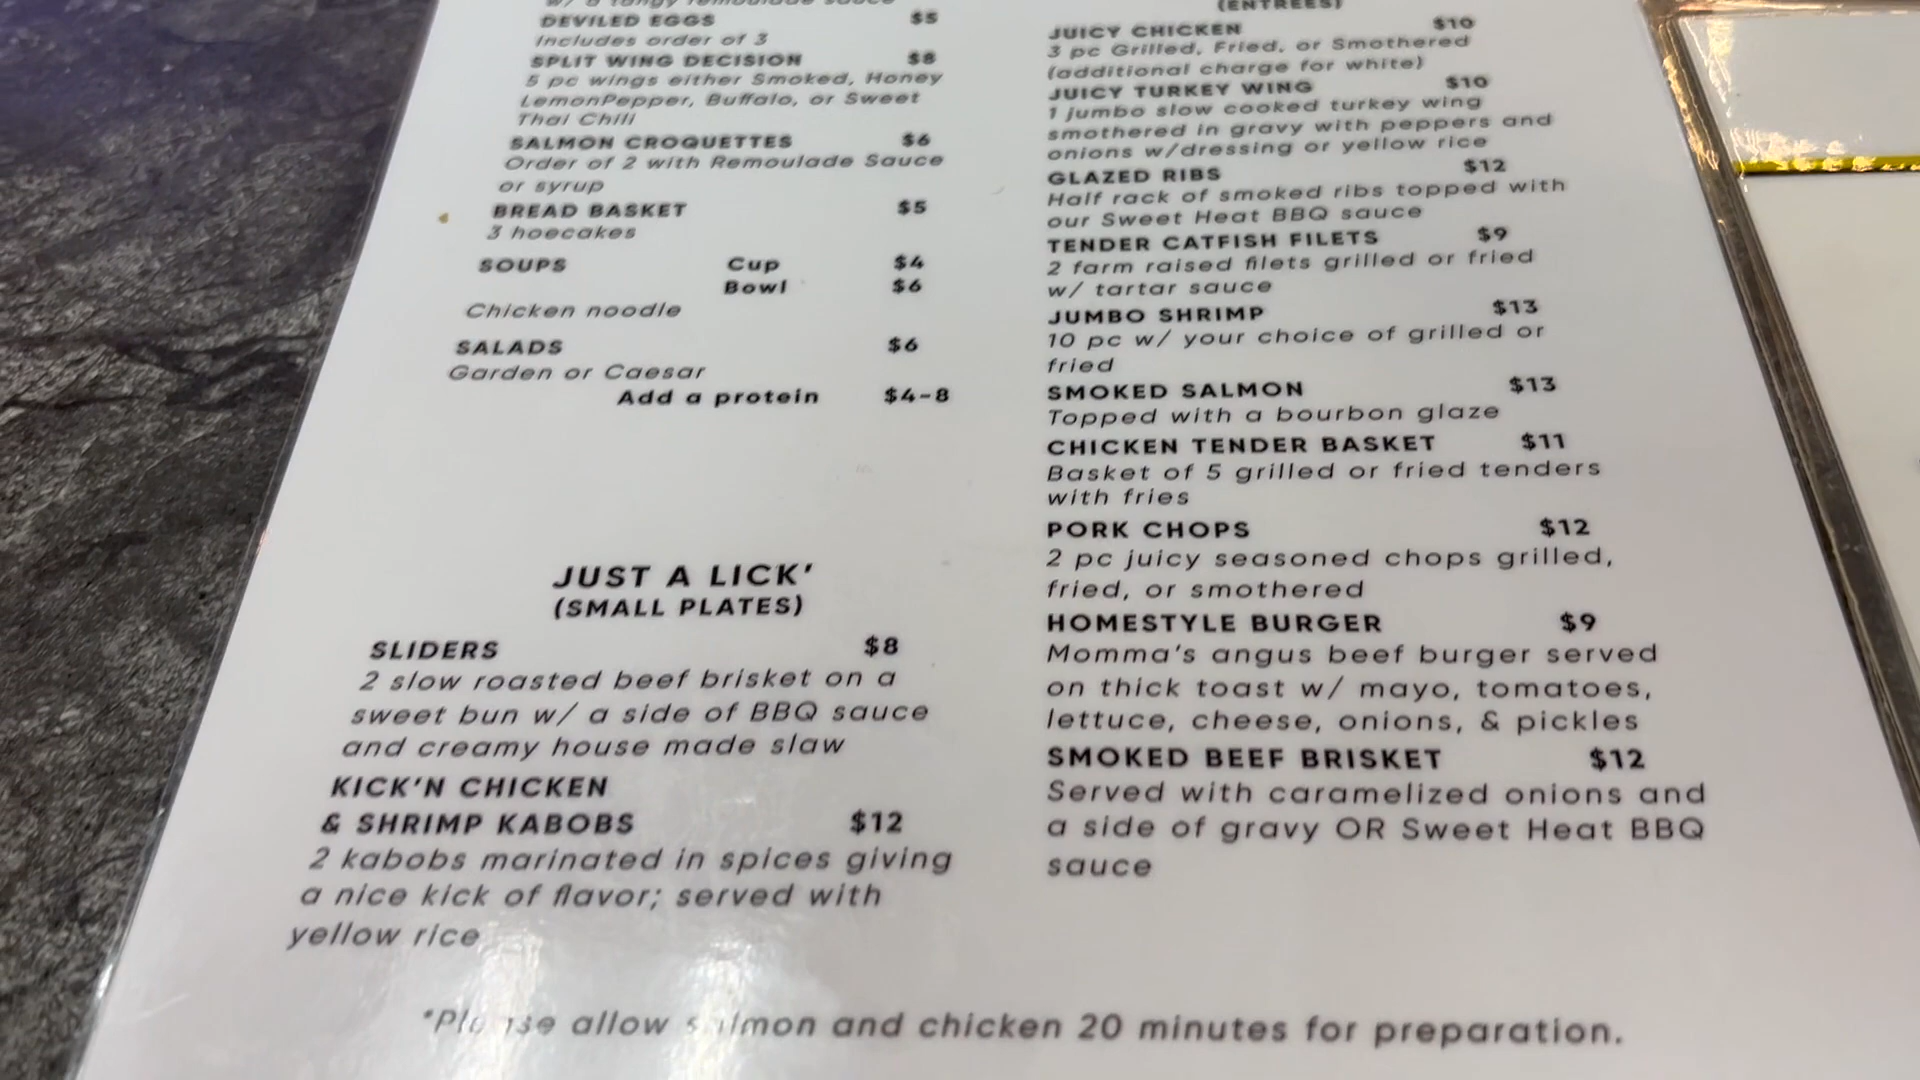 w/ a tangy remoulade sauce
DEVILED EGGS $5
Includes order of 3
SPLIT WING DECISION $8
5 pc wings either Smoked, Honey
LemonPepper, Buffalo, or Sweet
Thai Chili
SALMON CROQUETTES $6
Order of 2 with Remoulade Sauce
or syrup
BREAD BASKET $5
3 hoecakes
SOUPS Cup $4
Bowl $6
Chicken noodle
SALADS $6
Garden or Caesar
Add a protein $4-8
JUST A LICK'
(SMALL PLATES)
SLIDERS $8
2 slow roasted beef brisket on a
sweet bun w/ a side of BBQ sauce
and creamy house made slaw
KICK'N CHICKEN
& SHRIMP KABOBS $12
2 kabobs marinated in spices giving
a nice kick of flavor; served with
yellow rice
(ENTREES)
JUICY CHICKEN $10
3 pc Grilled, Fried, or Smothered
(additional charge for white)
JUICY TURKEY WING $10
1 jumbo slow cooked turkey wing
smothered in gravy with peppers and
onions w/dressing or yellow rice
GLAZED RIBS $12
Half rack of smoked ribs topped with
our Sweet Heat BBQ sauce
TENDER CATFISH FILETS $9
2 farm raised filets grilled or fried
w/ tartar sauce
JUMBO SHRIMP $13
10 pc w/ your choice of grilled or
fried
SMOKED SALMON $13
Topped with a bourbon glaze
CHICKEN TENDER BASKET $11
Basket of 5 grilled or fried tenders
with fries
PORK CHOPS $12
2 pc juicy seasoned chops grilled,
fried, or smothered
HOMESTYLE BURGER $9
Momma's angus beef burger served
on thick toast w/ mayo, tomatoes,
lettuce, cheese, onions, & pickles
SMOKED BEEF BRISKET $12
Served with caramelized onions and
a side of gravy OR Sweet Heat BBQ
sauce
*Please allow salmon and chicken 20 minutes for preparation.